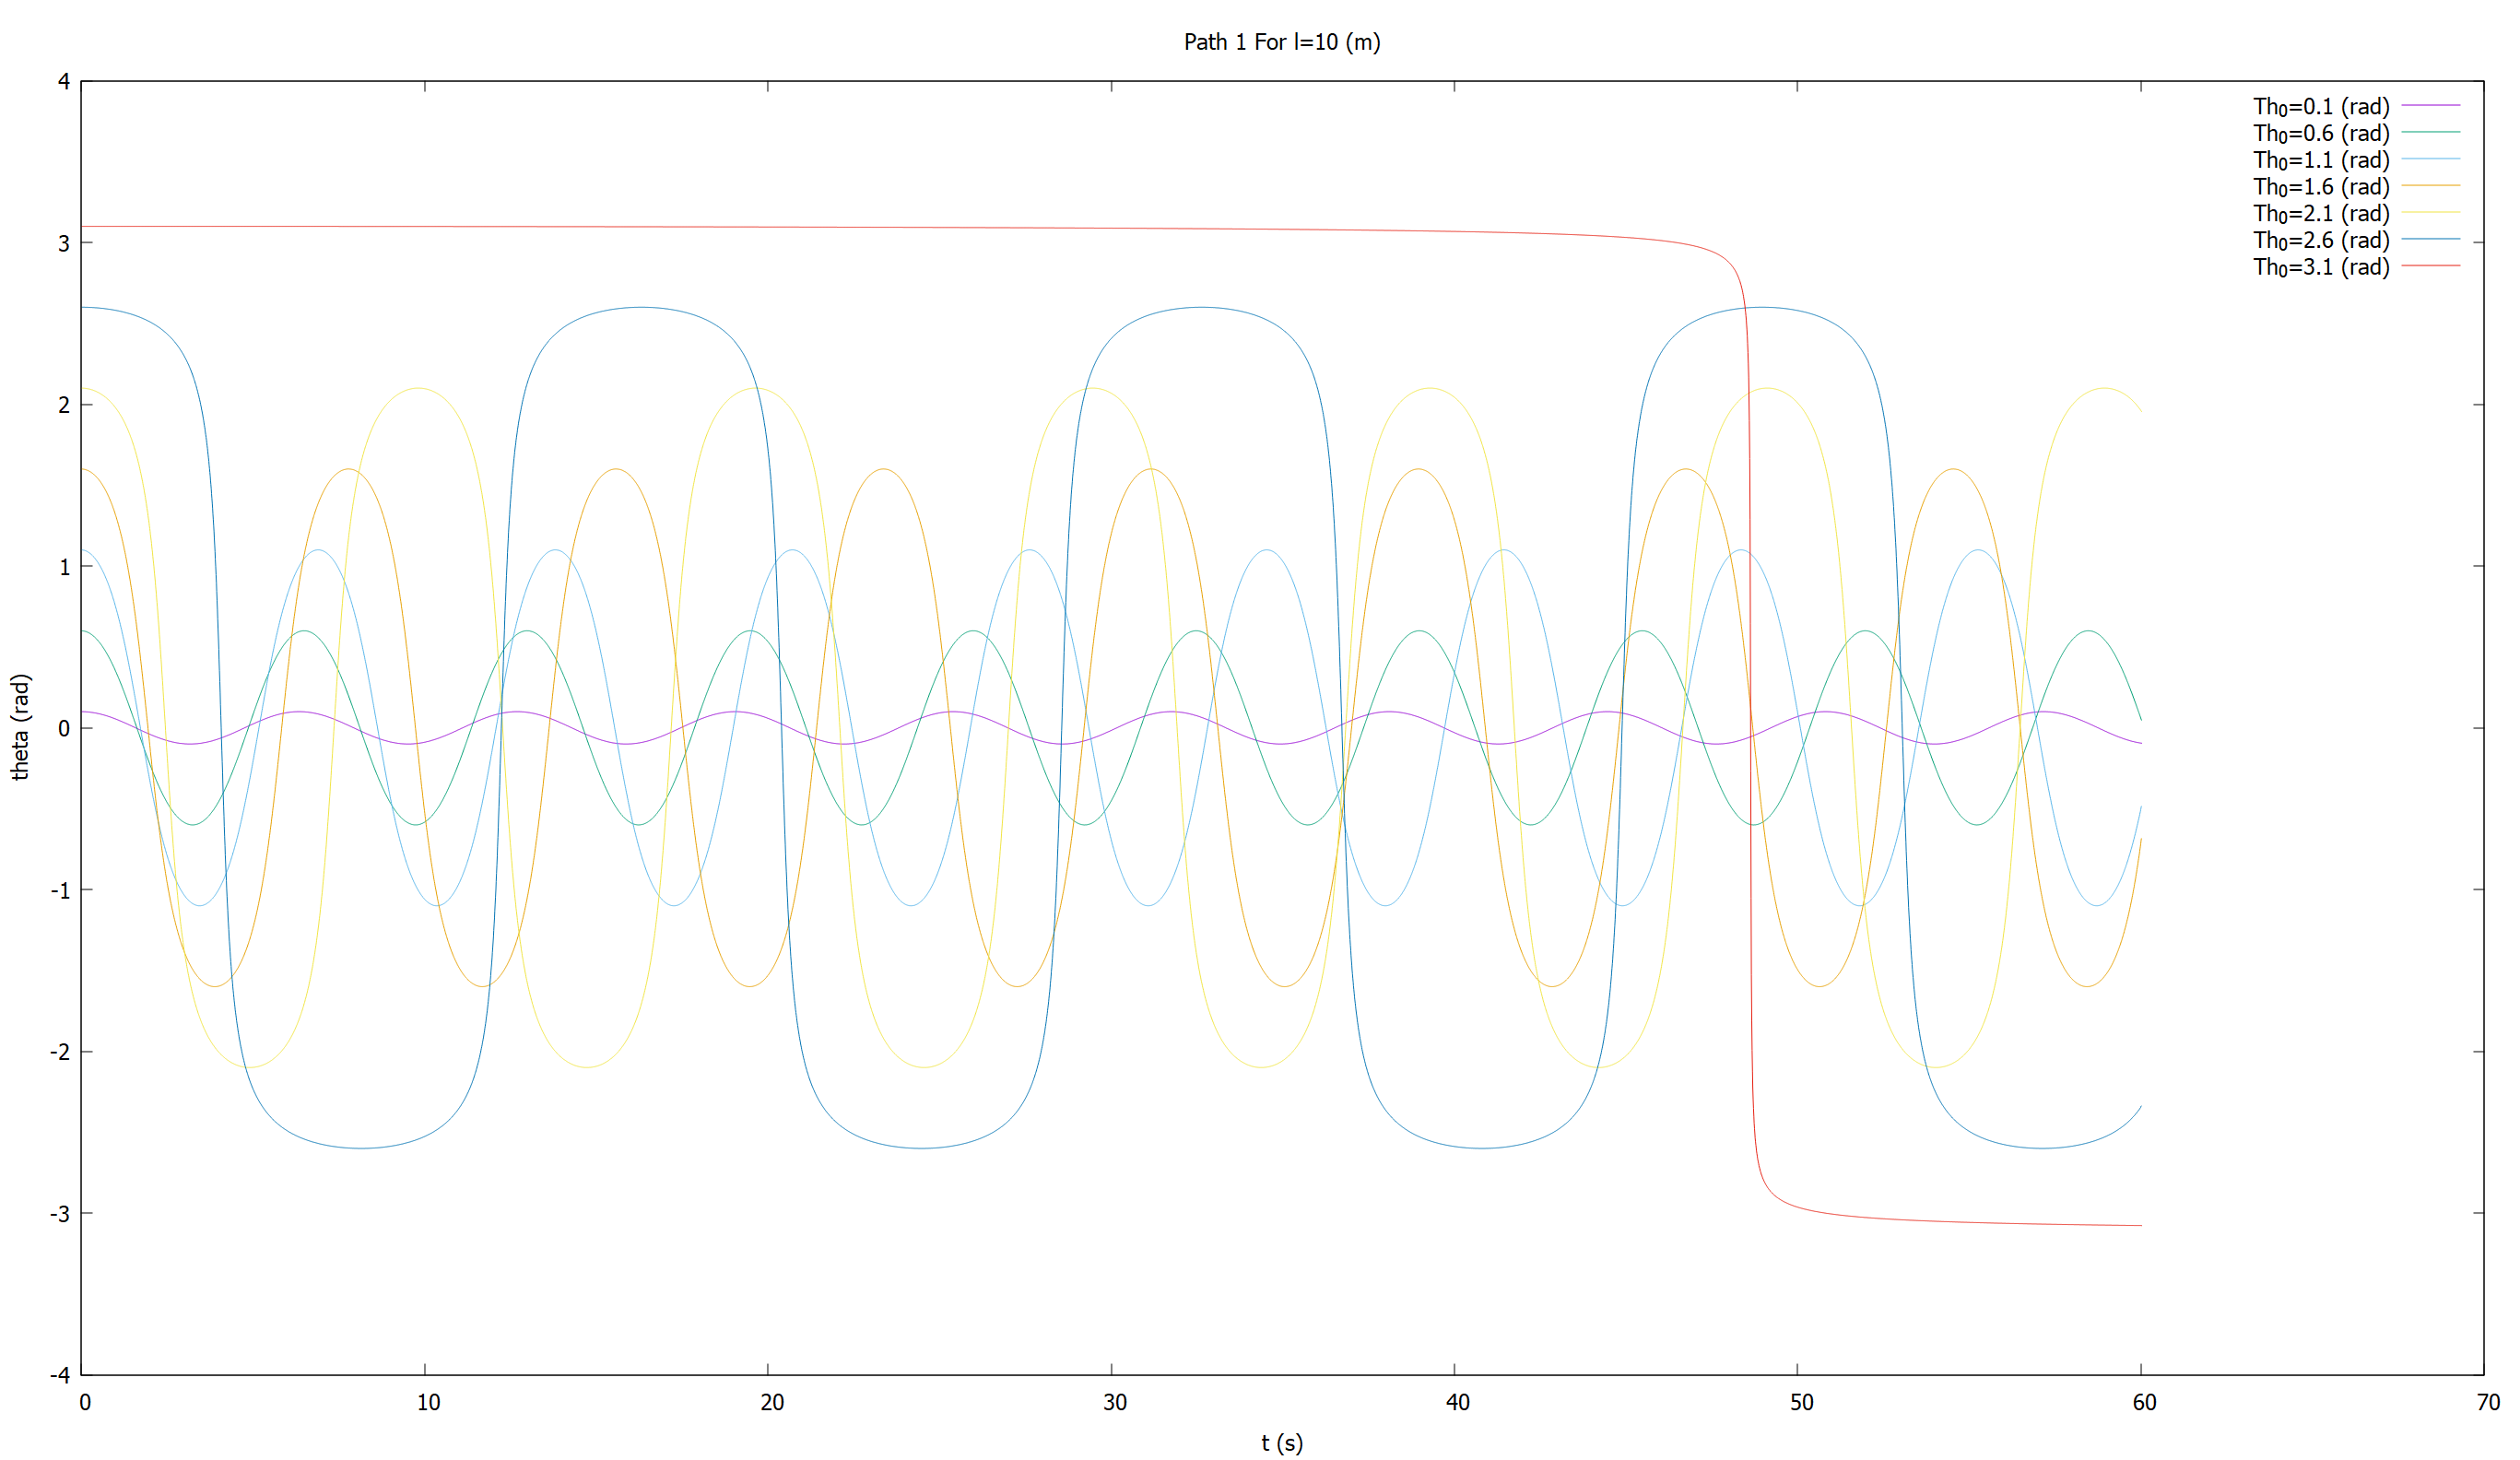 Path 1 For l=10 (m)
Th₀=0.1 (rad)
Th₀=0.6 (rad)
Th₀=1.1 (rad)
Th₀=1.6 (rad)
Th₀=2.1 (rad)
Th₀=2.6 (rad)
Th₀=3.1 (rad)
4
3
2
1
0
-1
-2
-3
-4
theta (rad)
0 10 20 30 40 50 60 70
t (s)